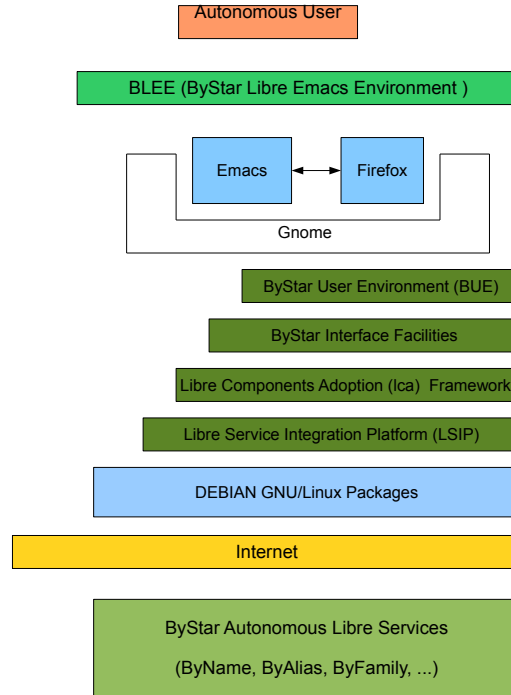 Autonomous User
BLEE (ByStar Libre Emacs Environment )
Emacs
Firefox
Gnome
ByStar User Environment (BUE)
ByStar Interface Facilities
Libre Components Adoption (lca) Framework
Libre Service Integration Platform (LSIP)
DEBIAN GNU/Linux Packages
Internet
ByStar Autonomous Libre Services
(ByName, ByAlias, ByFamily, ...)